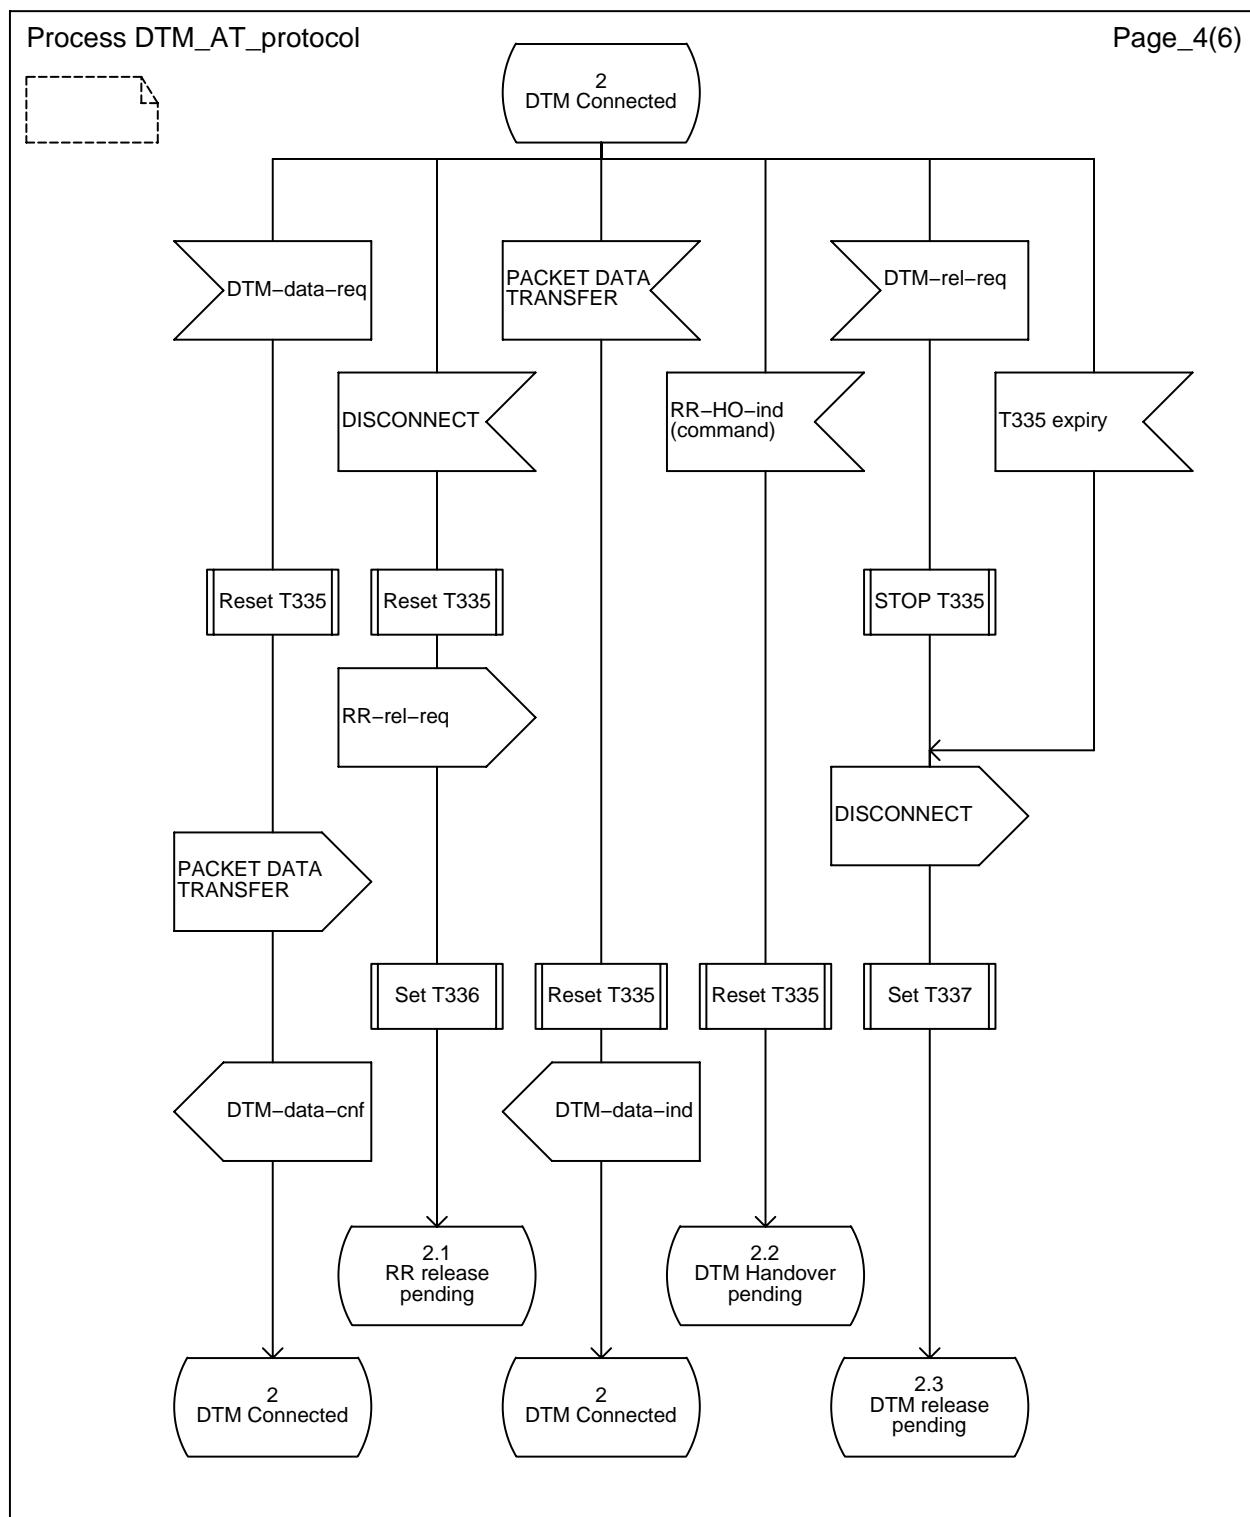 Process DTM_AT_protocol
Page_4(6)
2
DTM Connected
DTM−data−req
PACKET DATA
TRANSFER
DTM−rel−req
DISCONNECT
RR−HO−ind
(command)
T335 expiry
Reset T335
Reset T335
STOP T335
RR−rel−req
DISCONNECT
PACKET DATA
TRANSFER
Set T336
Reset T335
Reset T335
Set T337
DTM−data−cnf
DTM−data−ind
2.1
RR release
pending
2.2
DTM Handover
pending
2
DTM Connected
2
DTM Connected
2.3
DTM release
pending